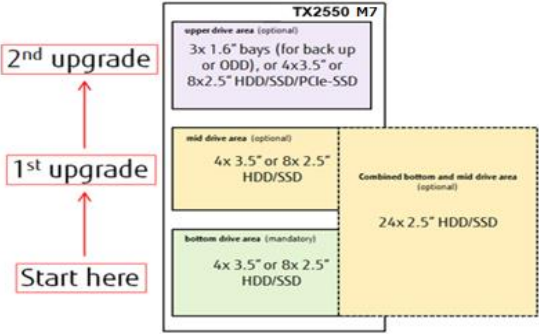 TX2550 M7
upper drive area (optional)
3x 1.6" bays (for back up
or ODD), or 4x3.5" or
8x2.5" HDD/SSD/PCIe-SSD
2nd upgrade
mid drive area (optional)
4x 3.5" or 8x 2.5"
HDD/SSD
1st upgrade
Combined bottom and mid drive area
(optional)
24x 2.5" HDD/SSD
bottom drive area (mandatory)
4x 3.5" or 8x 2.5"
HDD/SSD
Start here